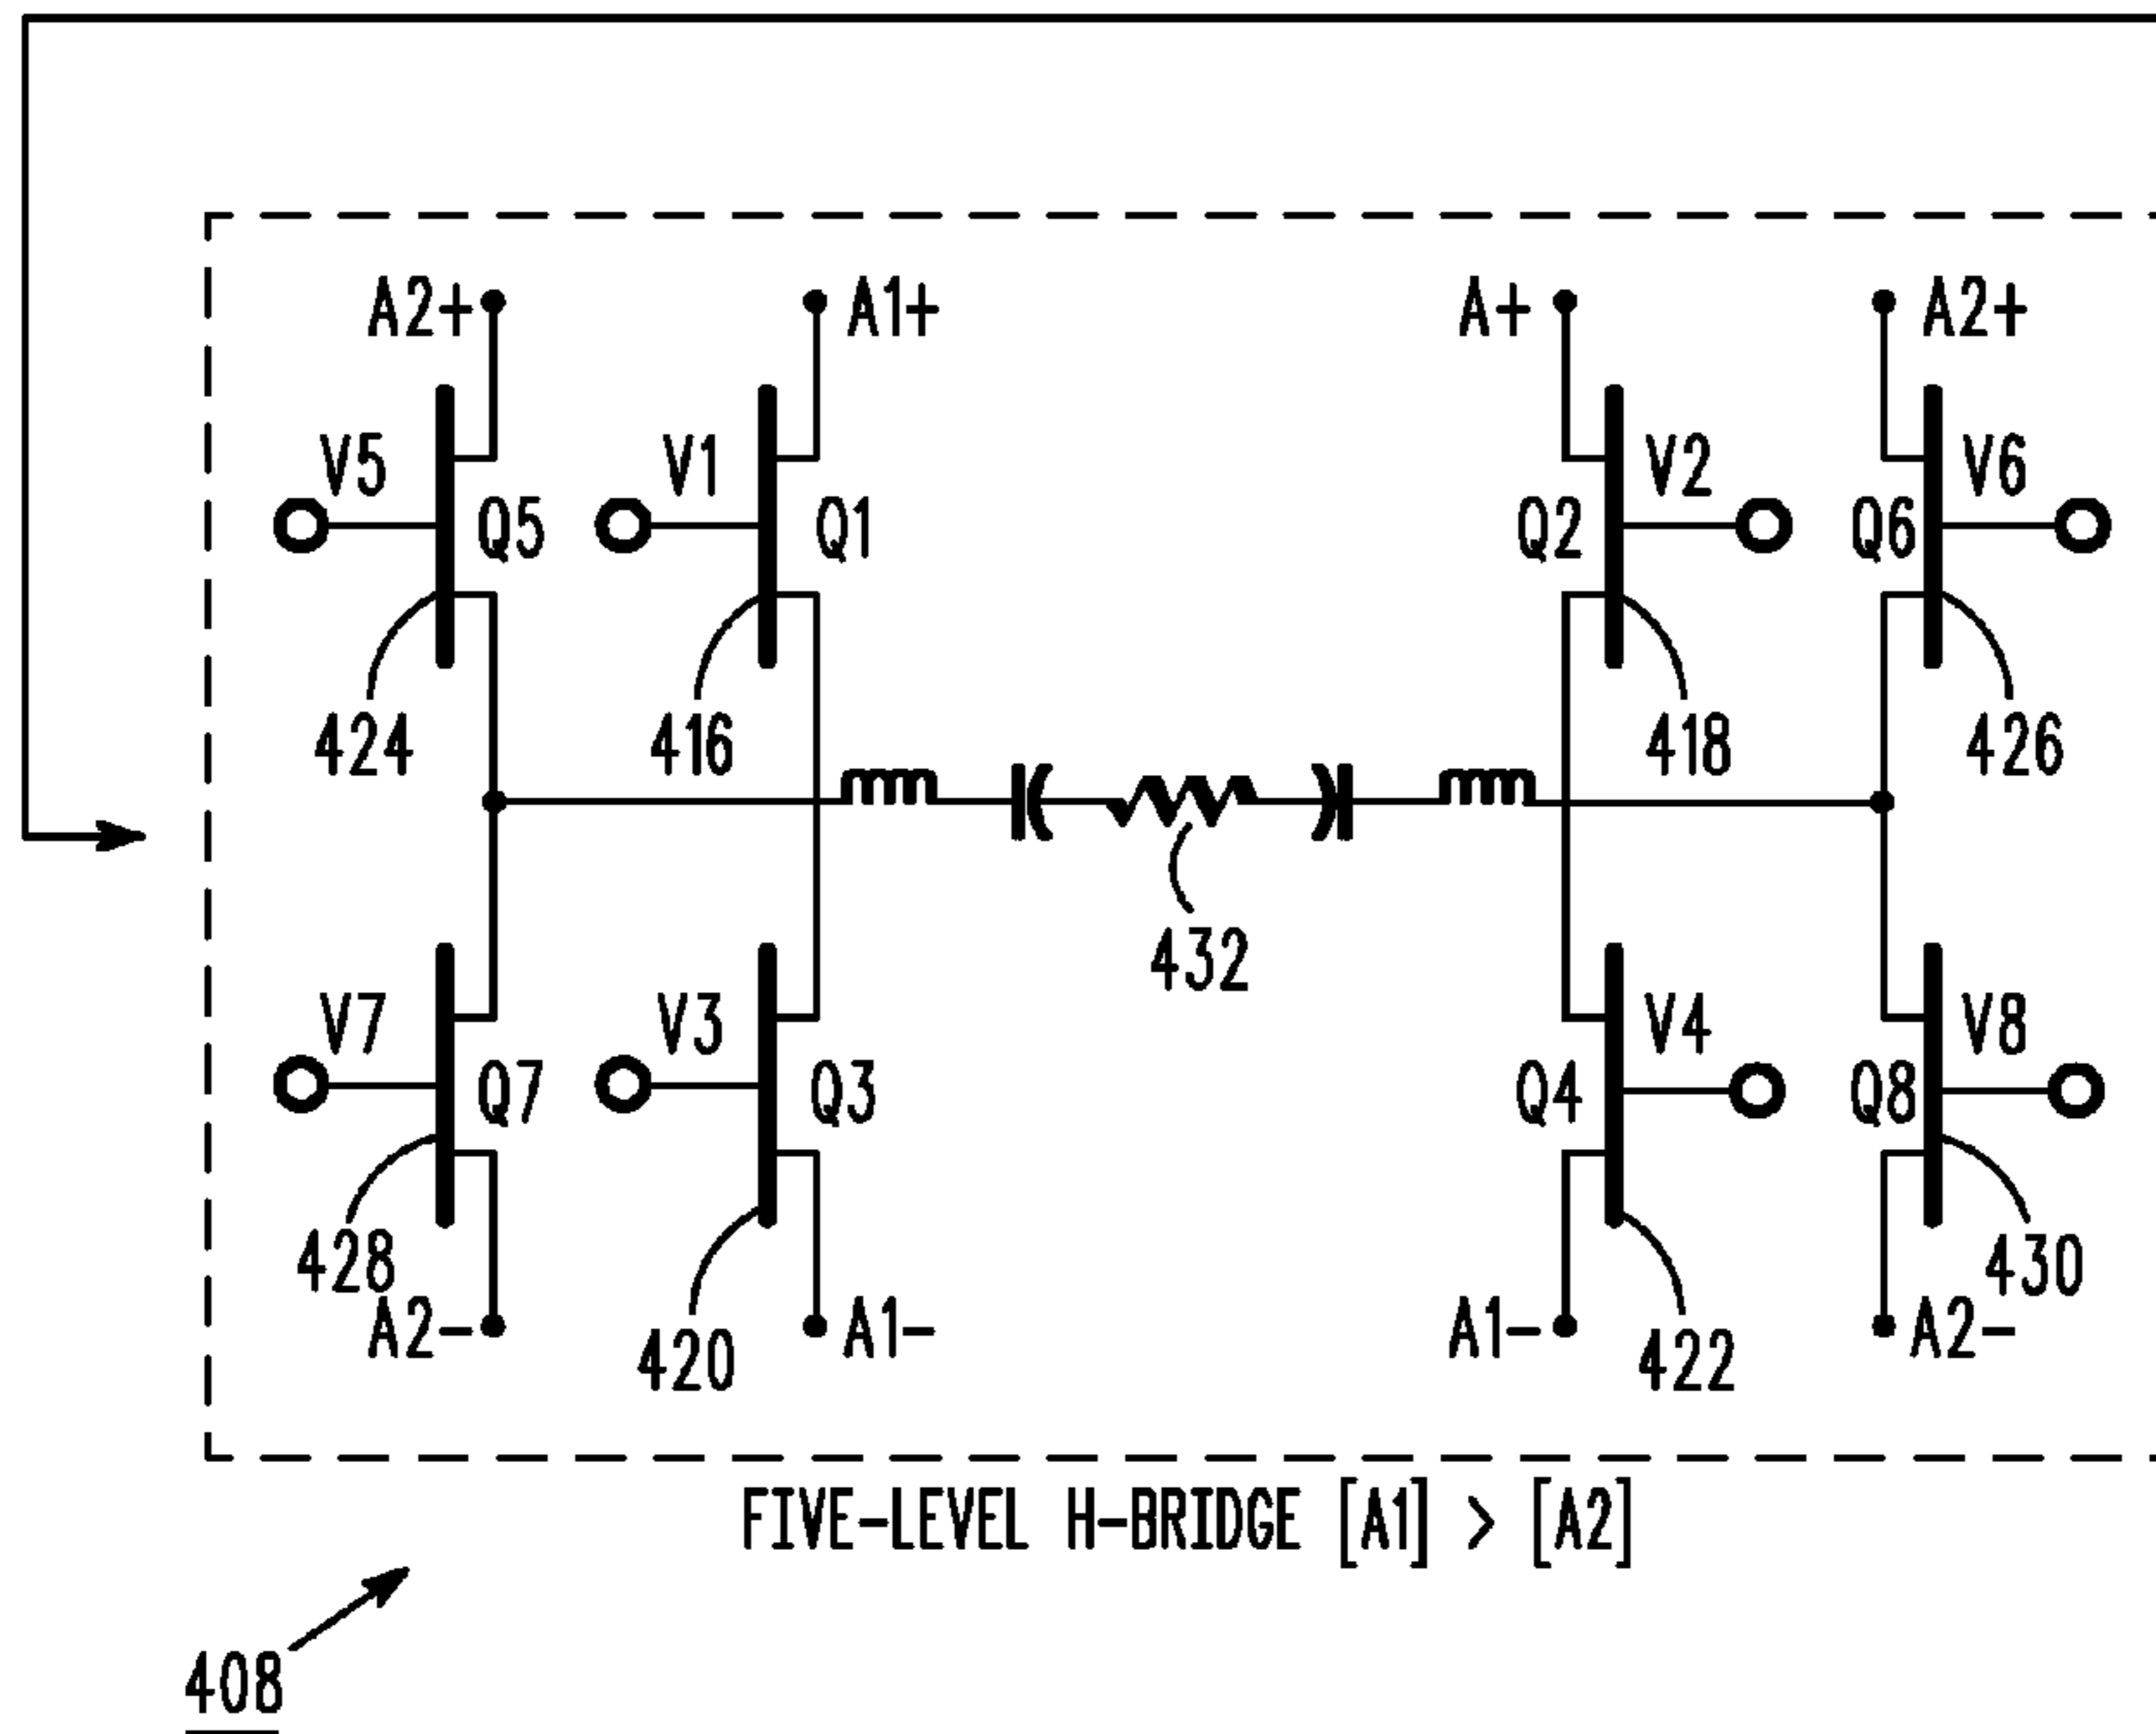 A2+ A1+ A+ A2+
V5 V1 V2 V6
Q5 Q1 Q2 Q6
424 416 418 426
432
V7 V3 V4 V8
Q7 Q3 Q4 Q8
428 430
A2- A1- A1- A2-
420 422
FIVE-LEVEL H-BRIDGE [A1] > [A2]
408